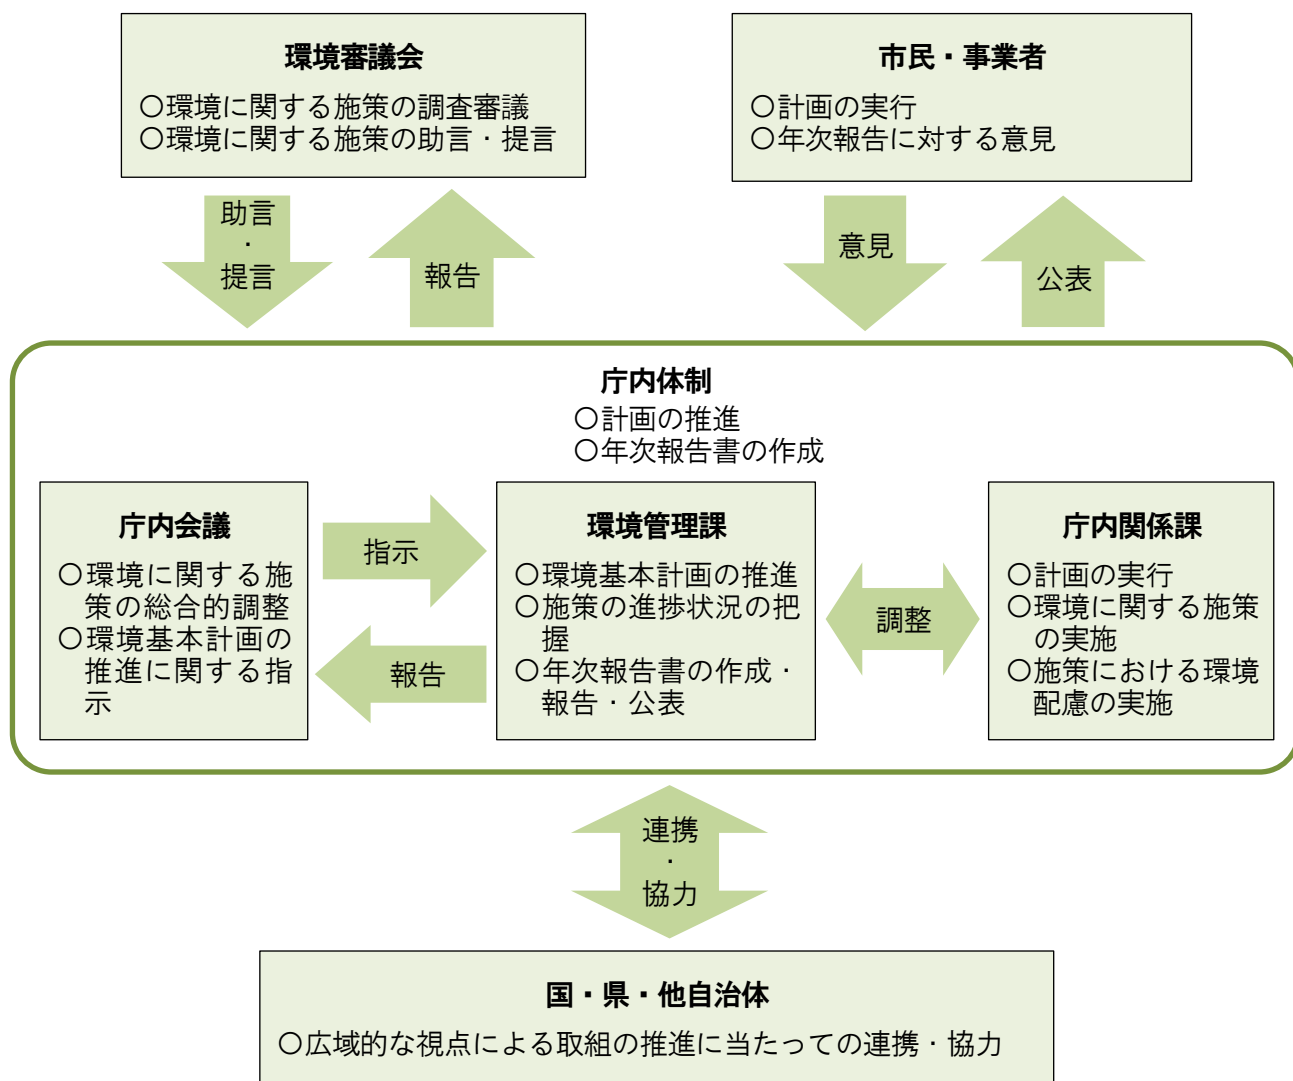 環境審議会
○環境に関する施策の調査審議
○環境に関する施策の助言・提言
市民・事業者
○計画の実行
○年次報告に対する意見
助言
・
提言
報告
意見
公表
庁内体制
○計画の推進
○年次報告書の作成
庁内会議
○環境に関する施
策の総合的調整
○環境基本計画の
推進に関する指
示
指示
報告
環境管理課
○環境基本計画の推進
○施策の進捗状況の把
握
○年次報告書の作成・
報告・公表
調整
庁内関係課
○計画の実行
○環境に関する施策
の実施
○施策における環境
配慮の実施
連携
・
協力
国・県・他自治体
○広域的な視点による取組の推進に当たっての連携・協力